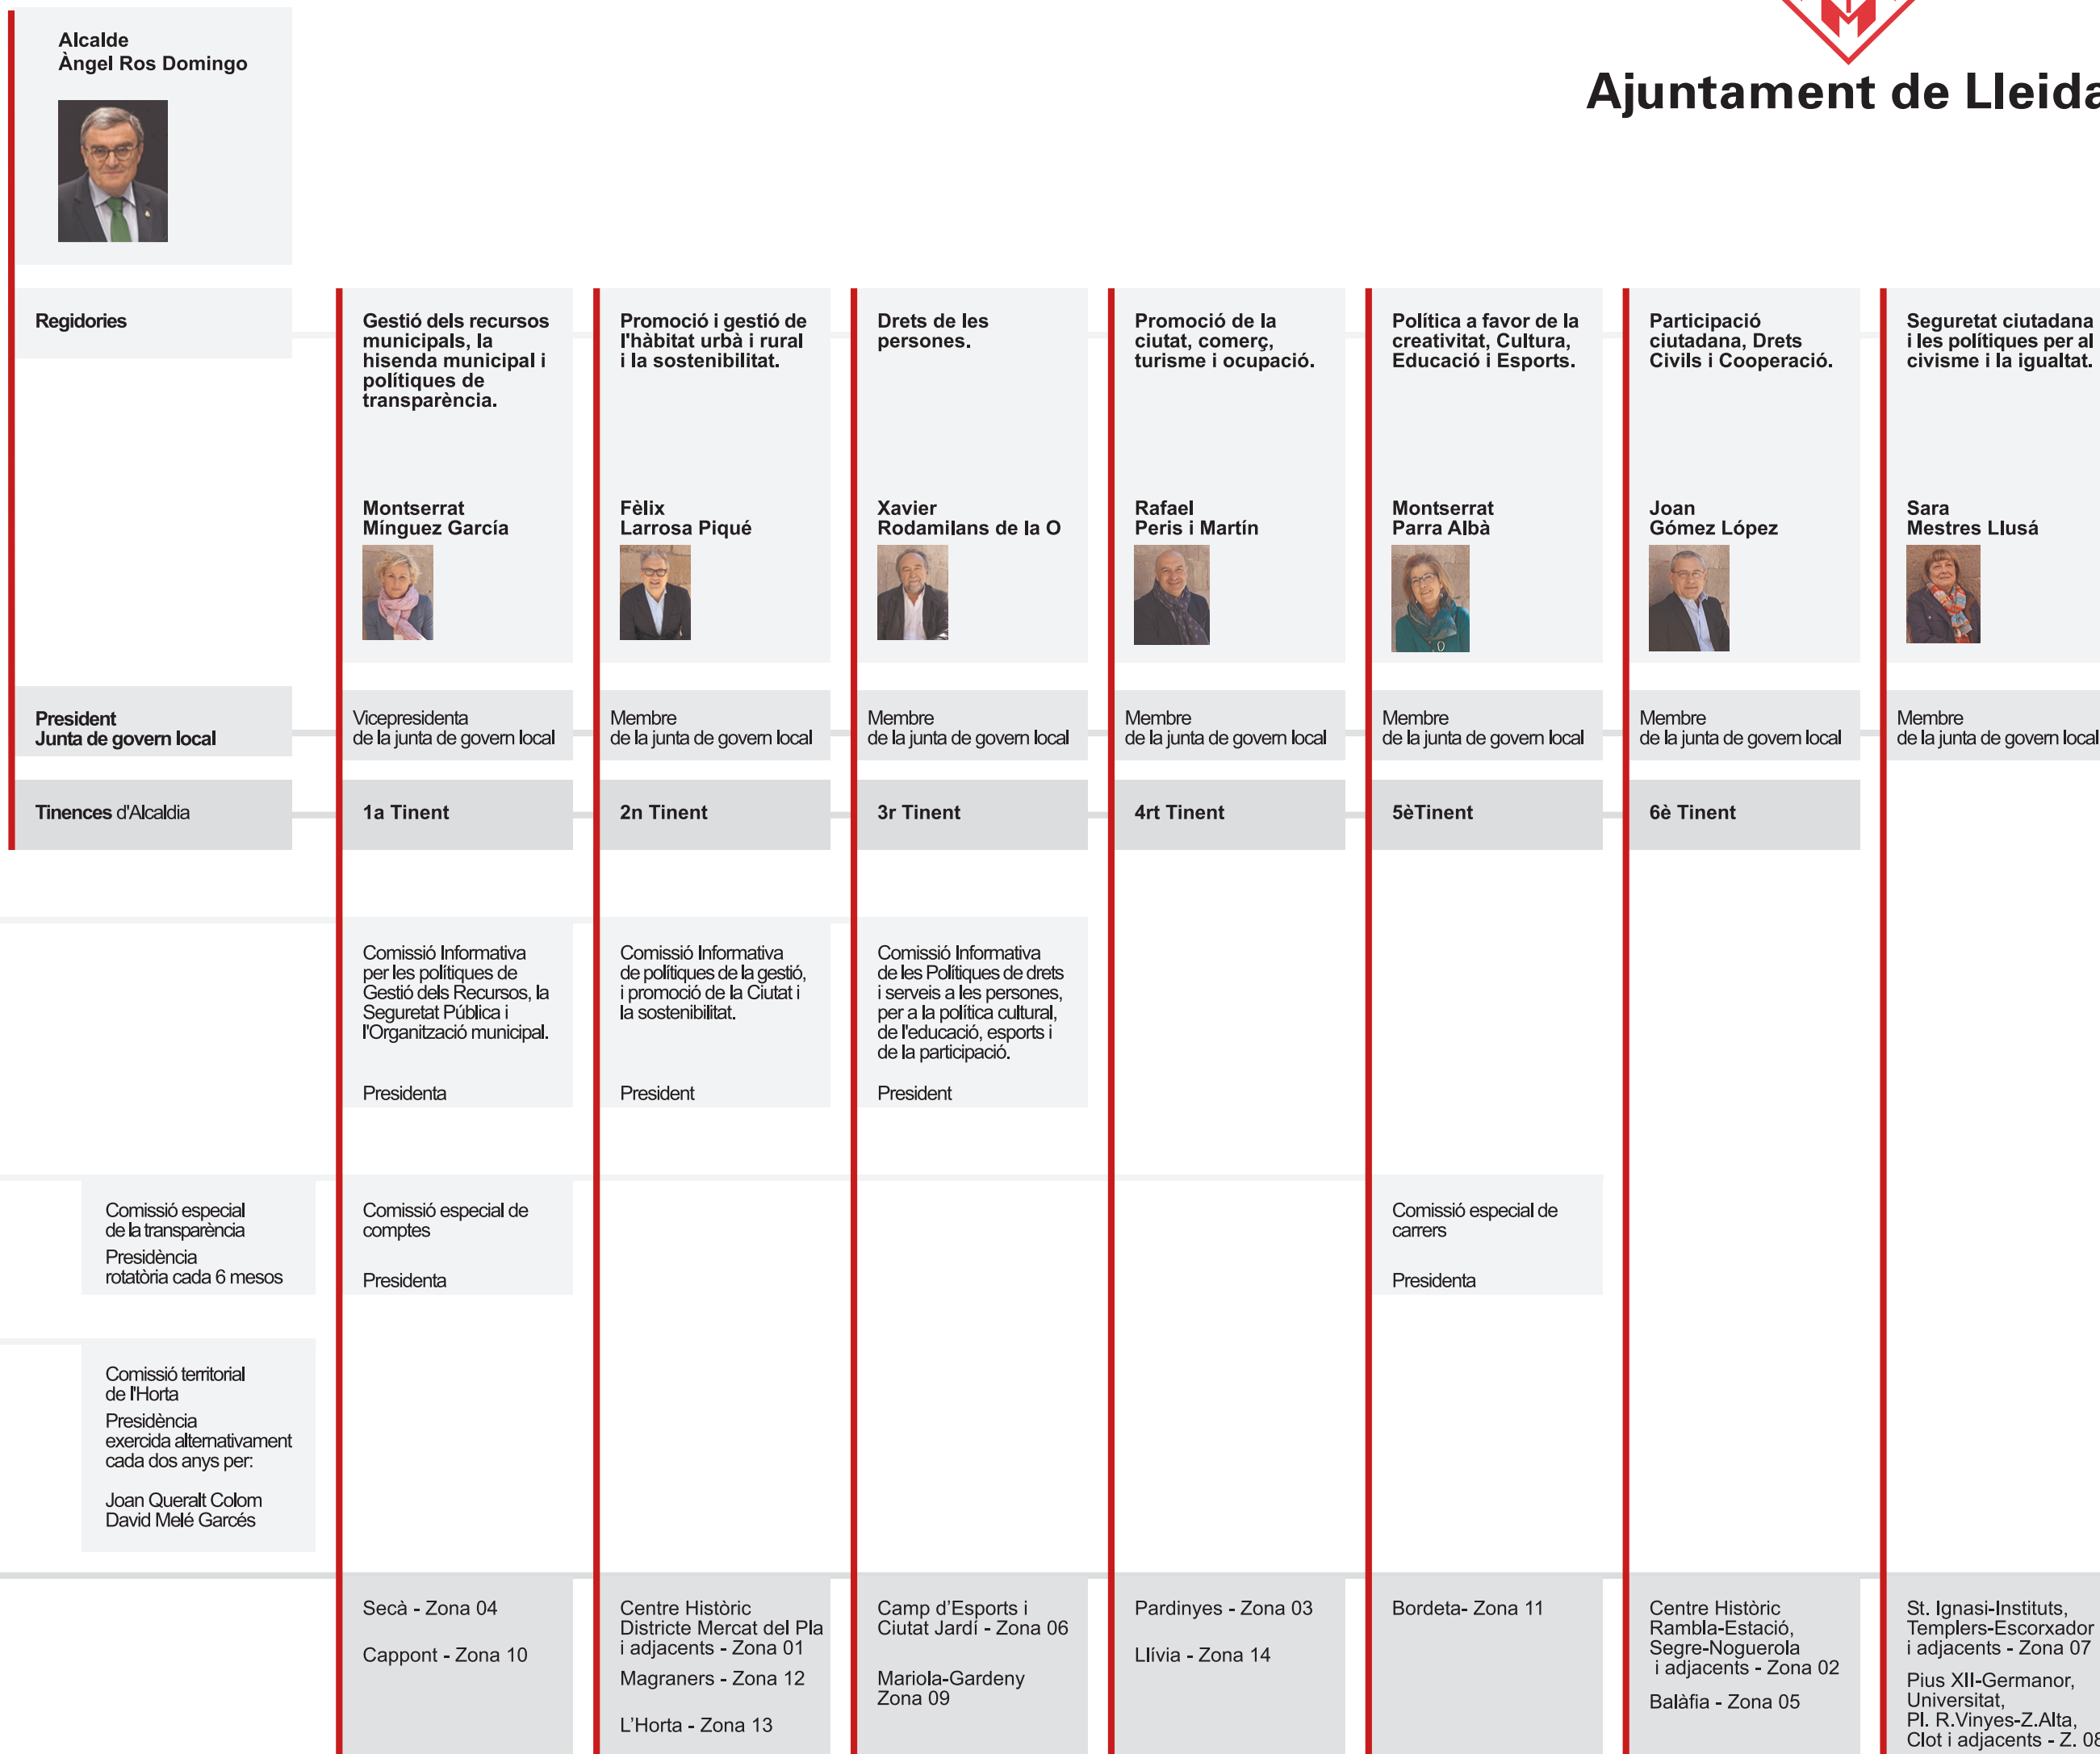 Alcalde
Àngel Ros Domingo
Ajuntament de Lleida
Regidories
Gestió dels recursos
municipals, la
hisenda municipal i
polítiques de
transparència.
Montserrat
Mínguez García
Promoció i gestió de
l'hàbitat urbà i rural
i la sostenibilitat.
Fèlix
Larrosa Piqué
Drets de les
persones.
Xavier
Rodamilans de la O
Promoció de la
ciutat, comerç,
turisme i ocupació.
Rafael
Peris i Martín
Política a favor de la
creativitat, Cultura,
Educació i Esports.
Montserrat
Parra Albà
Participació
ciutadana, Drets
Civils i Cooperació.
Joan
Gómez López
Seguretat ciutadana
i les polítiques per al
civisme i la igualtat.
Sara
Mestres Llusá
President
Junta de govern local
Vicepresidenta
de la junta de govern local
Membre
de la junta de govern local
Membre
de la junta de govern local
Membre
de la junta de govern local
Membre
de la junta de govern local
Membre
de la junta de govern local
Membre
de la junta de govern local
Tinences d'Alcaldia
1a Tinent
2n Tinent
3r Tinent
4rt Tinent
5èTinent
6è Tinent
Comissió Informativa
per les polítiques de
Gestió dels Recursos, la
Seguretat Pública i
l'Organització municipal.
Presidenta
Comissió Informativa
de polítiques de la gestió,
i promoció de la Ciutat i
la sostenibilitat.
President
Comissió Informativa
de les Polítiques de drets
i serveis a les persones,
per a la política cultural,
de l'educació, esports i
de la participació.
President
Comissió especial
de la transparència
Presidència
rotatòria cada 6 mesos
Comissió especial de
comptes
Presidenta
Comissió especial de
carrers
Presidenta
Comissió territorial
de l'Horta
Presidència
exercida alternativament
cada dos anys per:
Joan Queralt Colom
David Melé Garcés
Secà - Zona 04
Cappont - Zona 10
Centre Històric
Districte Mercat del Pla
i adjacents - Zona 01
Magraners - Zona 12
L'Horta - Zona 13
Camp d'Esports i
Ciutat Jardí - Zona 06
Mariola-Gardeny
Zona 09
Pardinyes - Zona 03
Llívia - Zona 14
Bordeta- Zona 11
Centre Històric
Rambla-Estació,
Segre-Noguerola
i adjacents - Zona 02
Balàfia - Zona 05
St. Ignasi-Instituts,
Templers-Escorxador
i adjacents - Zona 07
Pius XII-Germanor,
Universitat,
Pl. R.Vinyes-Z.Alta,
Clot i adjacents - Z. 08